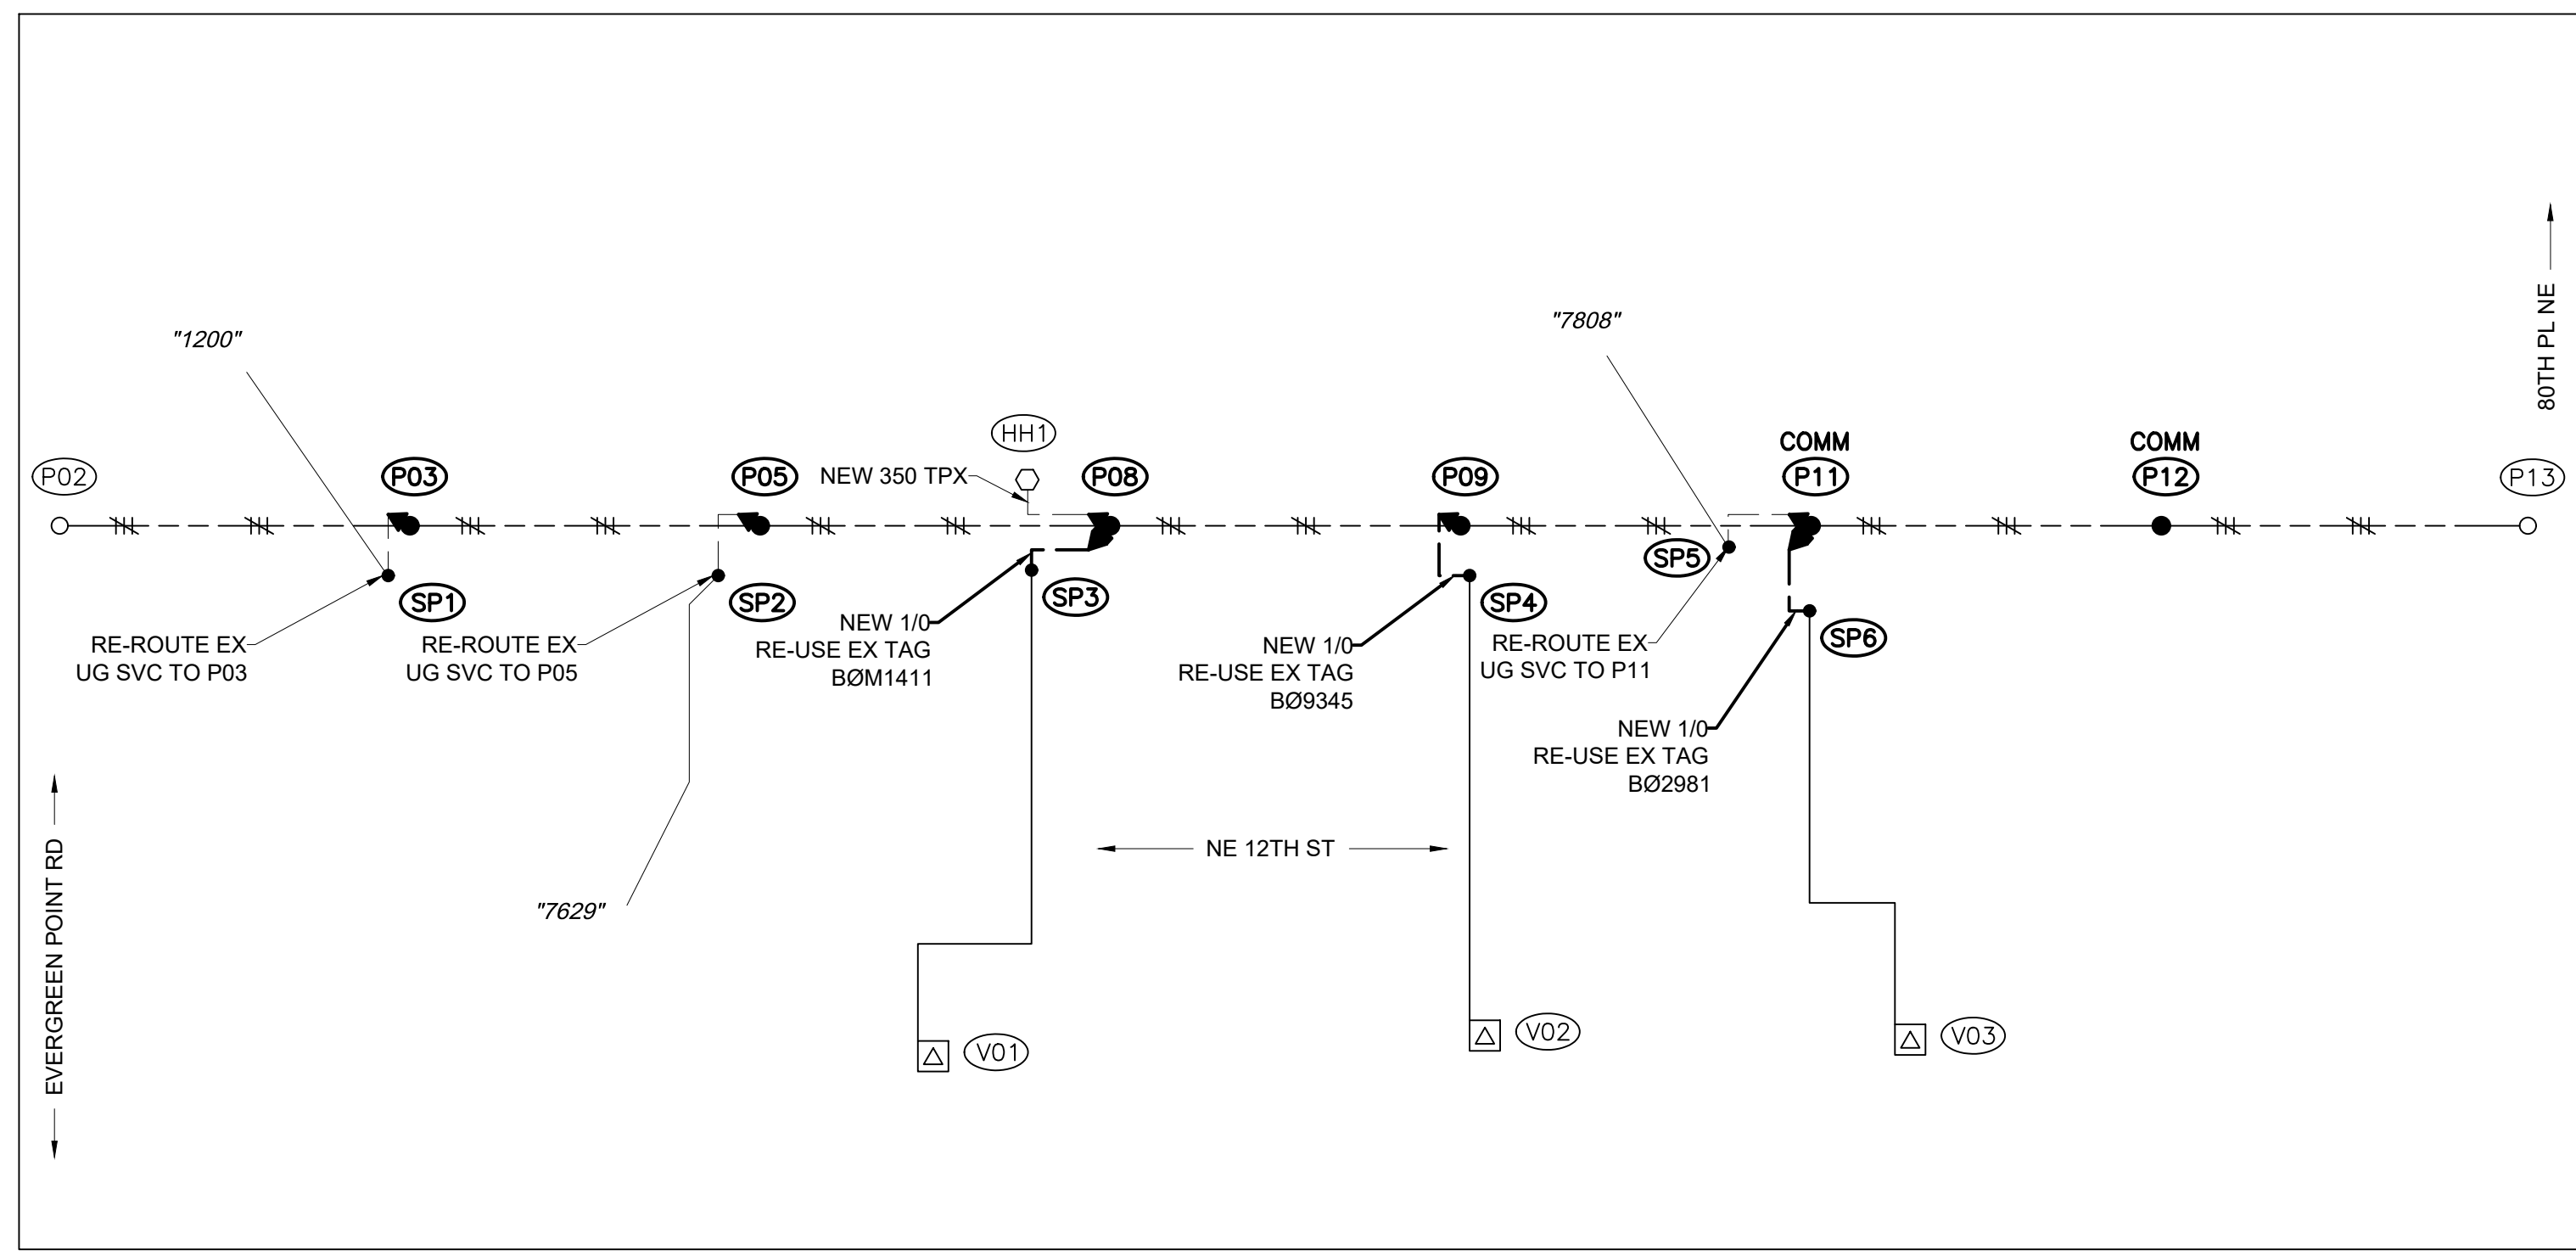 "1200"
"7808"
80TH PL NE
HH1
COMM
COMM
P02
P03
P05
NEW 350 TPX
P08
P09
P11
P12
P13
SP1
SP2
SP3
SP4
SP5
SP6
RE-ROUTE EX
UG SVC TO P03
RE-ROUTE EX
UG SVC TO P05
NEW 1/0
RE-USE EX TAG
BØM1411
NEW 1/0
RE-USE EX TAG
BØ9345
RE-ROUTE EX
UG SVC TO P11
NEW 1/0
RE-USE EX TAG
BØ2981
NE 12TH ST
"7629"
EVERGREEN POINT RD
V01
V02
V03